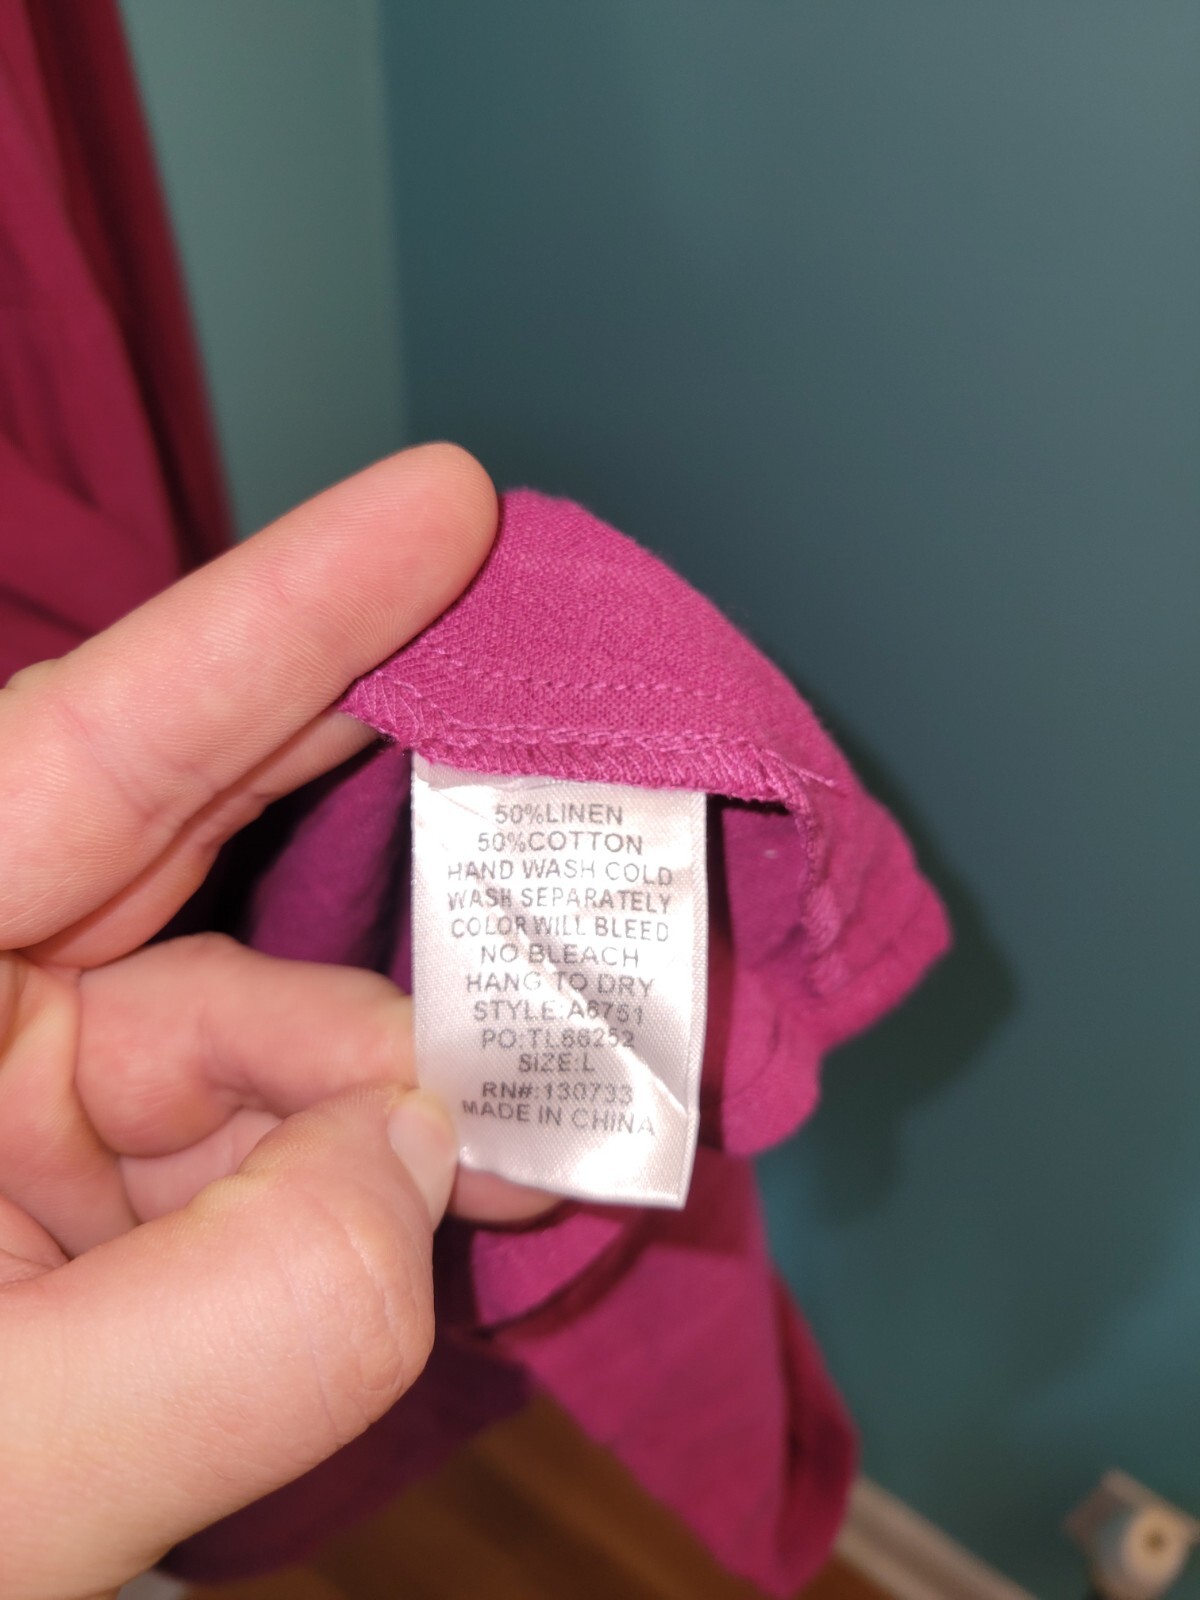 50%LINEN
50%COTTON
HAND WASH COLD
WASH SEPARATELY
COLOR WILL BLEED
NO BLEACH
HANG TO DRY
STYLE:A6751
PO:TL86252
SIZE:L
RN#:130733
MADE IN CHINA